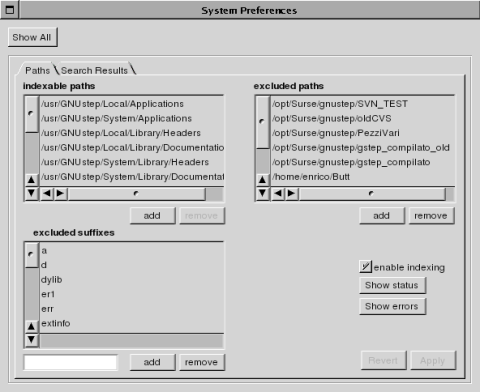 System Preferences
Show All
Paths
Search Results
indexable paths
/usr/GNUstep/Local/Applications
/usr/GNUstep/System/Applications
/usr/GNUstep/Local/Library/Headers
/usr/GNUstep/Local/Library/Documentatio
/usr/GNUstep/System/Library/Headers
/usr/GNUstep/System/Library/Documentat
add
remove
excluded paths
/opt/Surse/gnustep/SVN_TEST
/opt/Surse/gnustep/oldCVS
/opt/Surse/gnustep/PezziVari
/opt/Surse/gnustep/gstep_compilato_old
/opt/Surse/gnustep/gstep_compilato
/home/enrico/Butt
add
remove
excluded suffixes
a
d
dylib
er1
err
extinfo
add
remove
enable indexing
Show status
Show errors
Revert
Apply